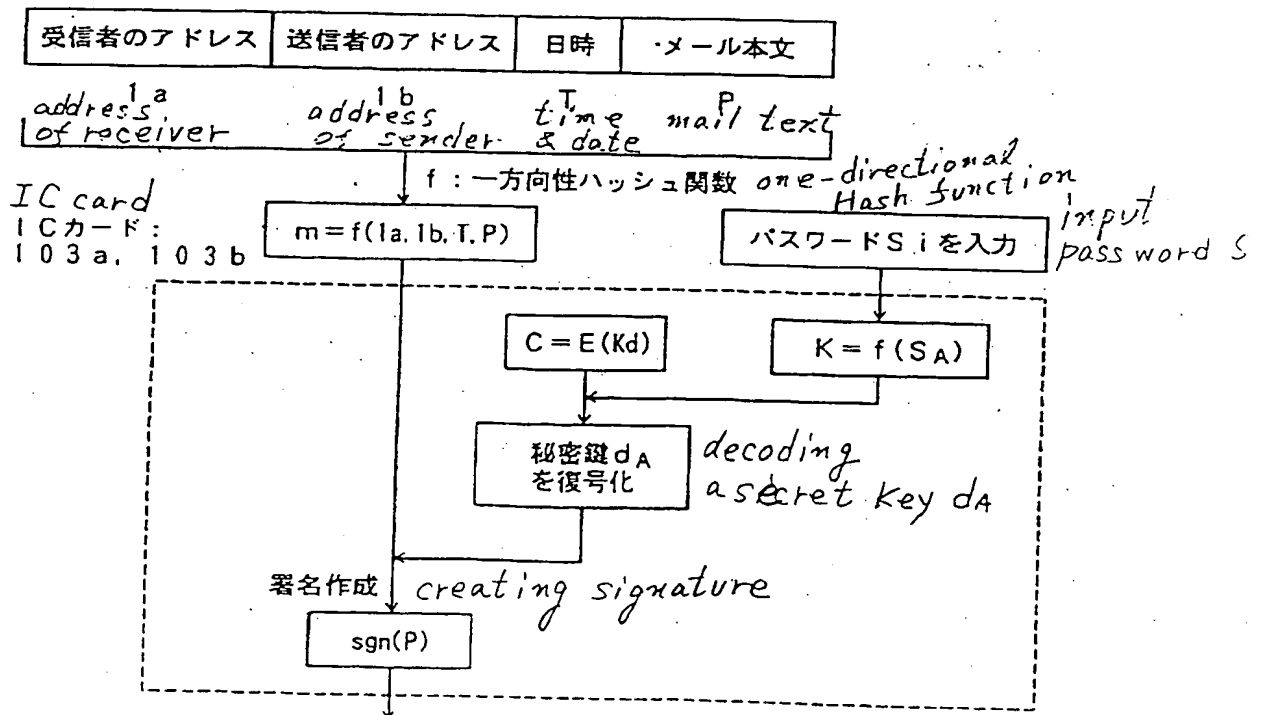 受信者のアドレス 送信者のアドレス 日時 ・メール本文
1a 1b T P
address address time mail text
of receiver of sender & date
f：一方向性ハッシュ関数 one-directional
Hash function
IC card
ICカード：
103a，103b
m＝f(1a，1b，T，P)
パスワードSiを入力
input
password S
C＝E(Kd)
K＝f(SA)
秘密鍵dA
を復号化
decoding
a secret key dA
署名作成 creating signature
sgn(P)